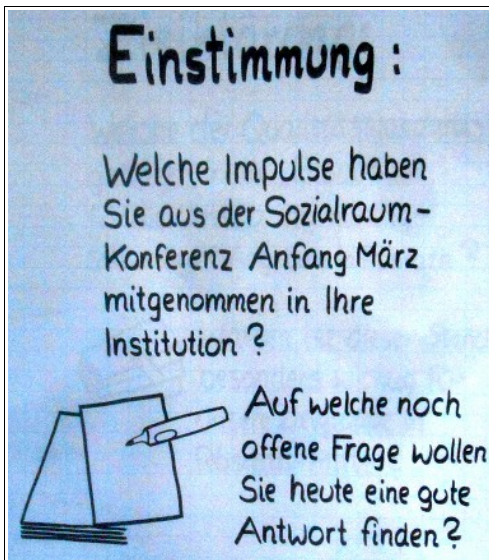 Einstimmung :
Welche Impulse haben
Sie aus der Sozialraum-
Konferenz Anfang März
mitgenommen in Ihre
Institution ?
Auf welche noch
offene Frage wollen
Sie heute eine gute
Antwort finden ?